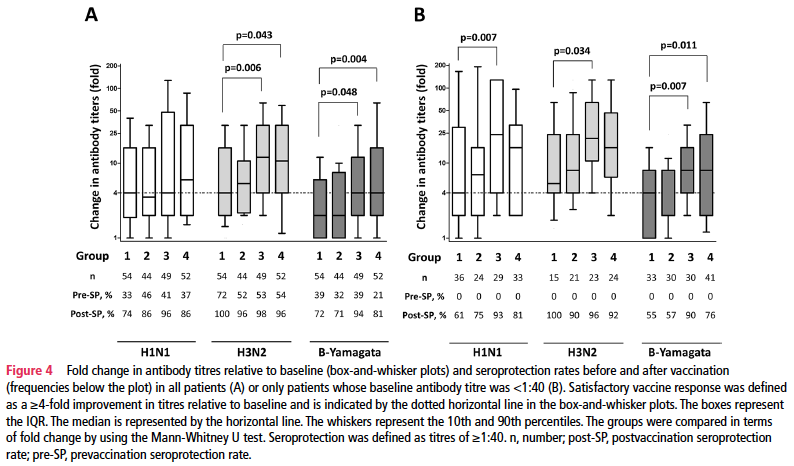 A
B
p=0.043
p=0.006
p=0.004
p=0.048
p=0.007
p=0.034
p=0.011
p=0.007
Change in antibody titers (fold)
200
100
50
25
10
4
1
Change in antibody titers (fold)
200
100
50
25
10
4
1
Group 1 2 3 4 1 2 3 4 1 2 3 4
n 54 44 49 52 54 44 49 52 54 44 49 52
Pre-SP, % 33 46 41 37 72 52 53 54 39 32 39 21
Post-SP, % 74 86 96 86 100 96 98 96 72 71 94 81
H1N1 H3N2 B-Yamagata
Group 1 2 3 4 1 2 3 4 1 2 3 4
n 36 24 29 33 15 21 23 24 33 30 30 41
Pre-SP, % 0 0 0 0 0 0 0 0 0 0 0 0
Post-SP, % 61 75 93 81 100 90 96 92 55 57 90 76
H1N1 H3N2 B-Yamagata
Figure 4 Fold change in antibody titres relative to baseline (box-and-whisker plots) and seroprotection rates before and after vaccination
(frequencies below the plot) in all patients (A) or only patients whose baseline antibody titre was <1:40 (B). Satisfactory vaccine response was defined
as a ≥4-fold improvement in titres relative to baseline and is indicated by the dotted horizontal line in the box-and-whisker plots. The boxes represent
the IQR. The median is represented by the horizontal line. The whiskers represent the 10th and 90th percentiles. The groups were compared in terms
of fold change by using the Mann-Whitney U test. Seroprotection was defined as titres of ≥1:40. n, number; post-SP, postvaccination seroprotection
rate; pre-SP, prevaccination seroprotection rate.